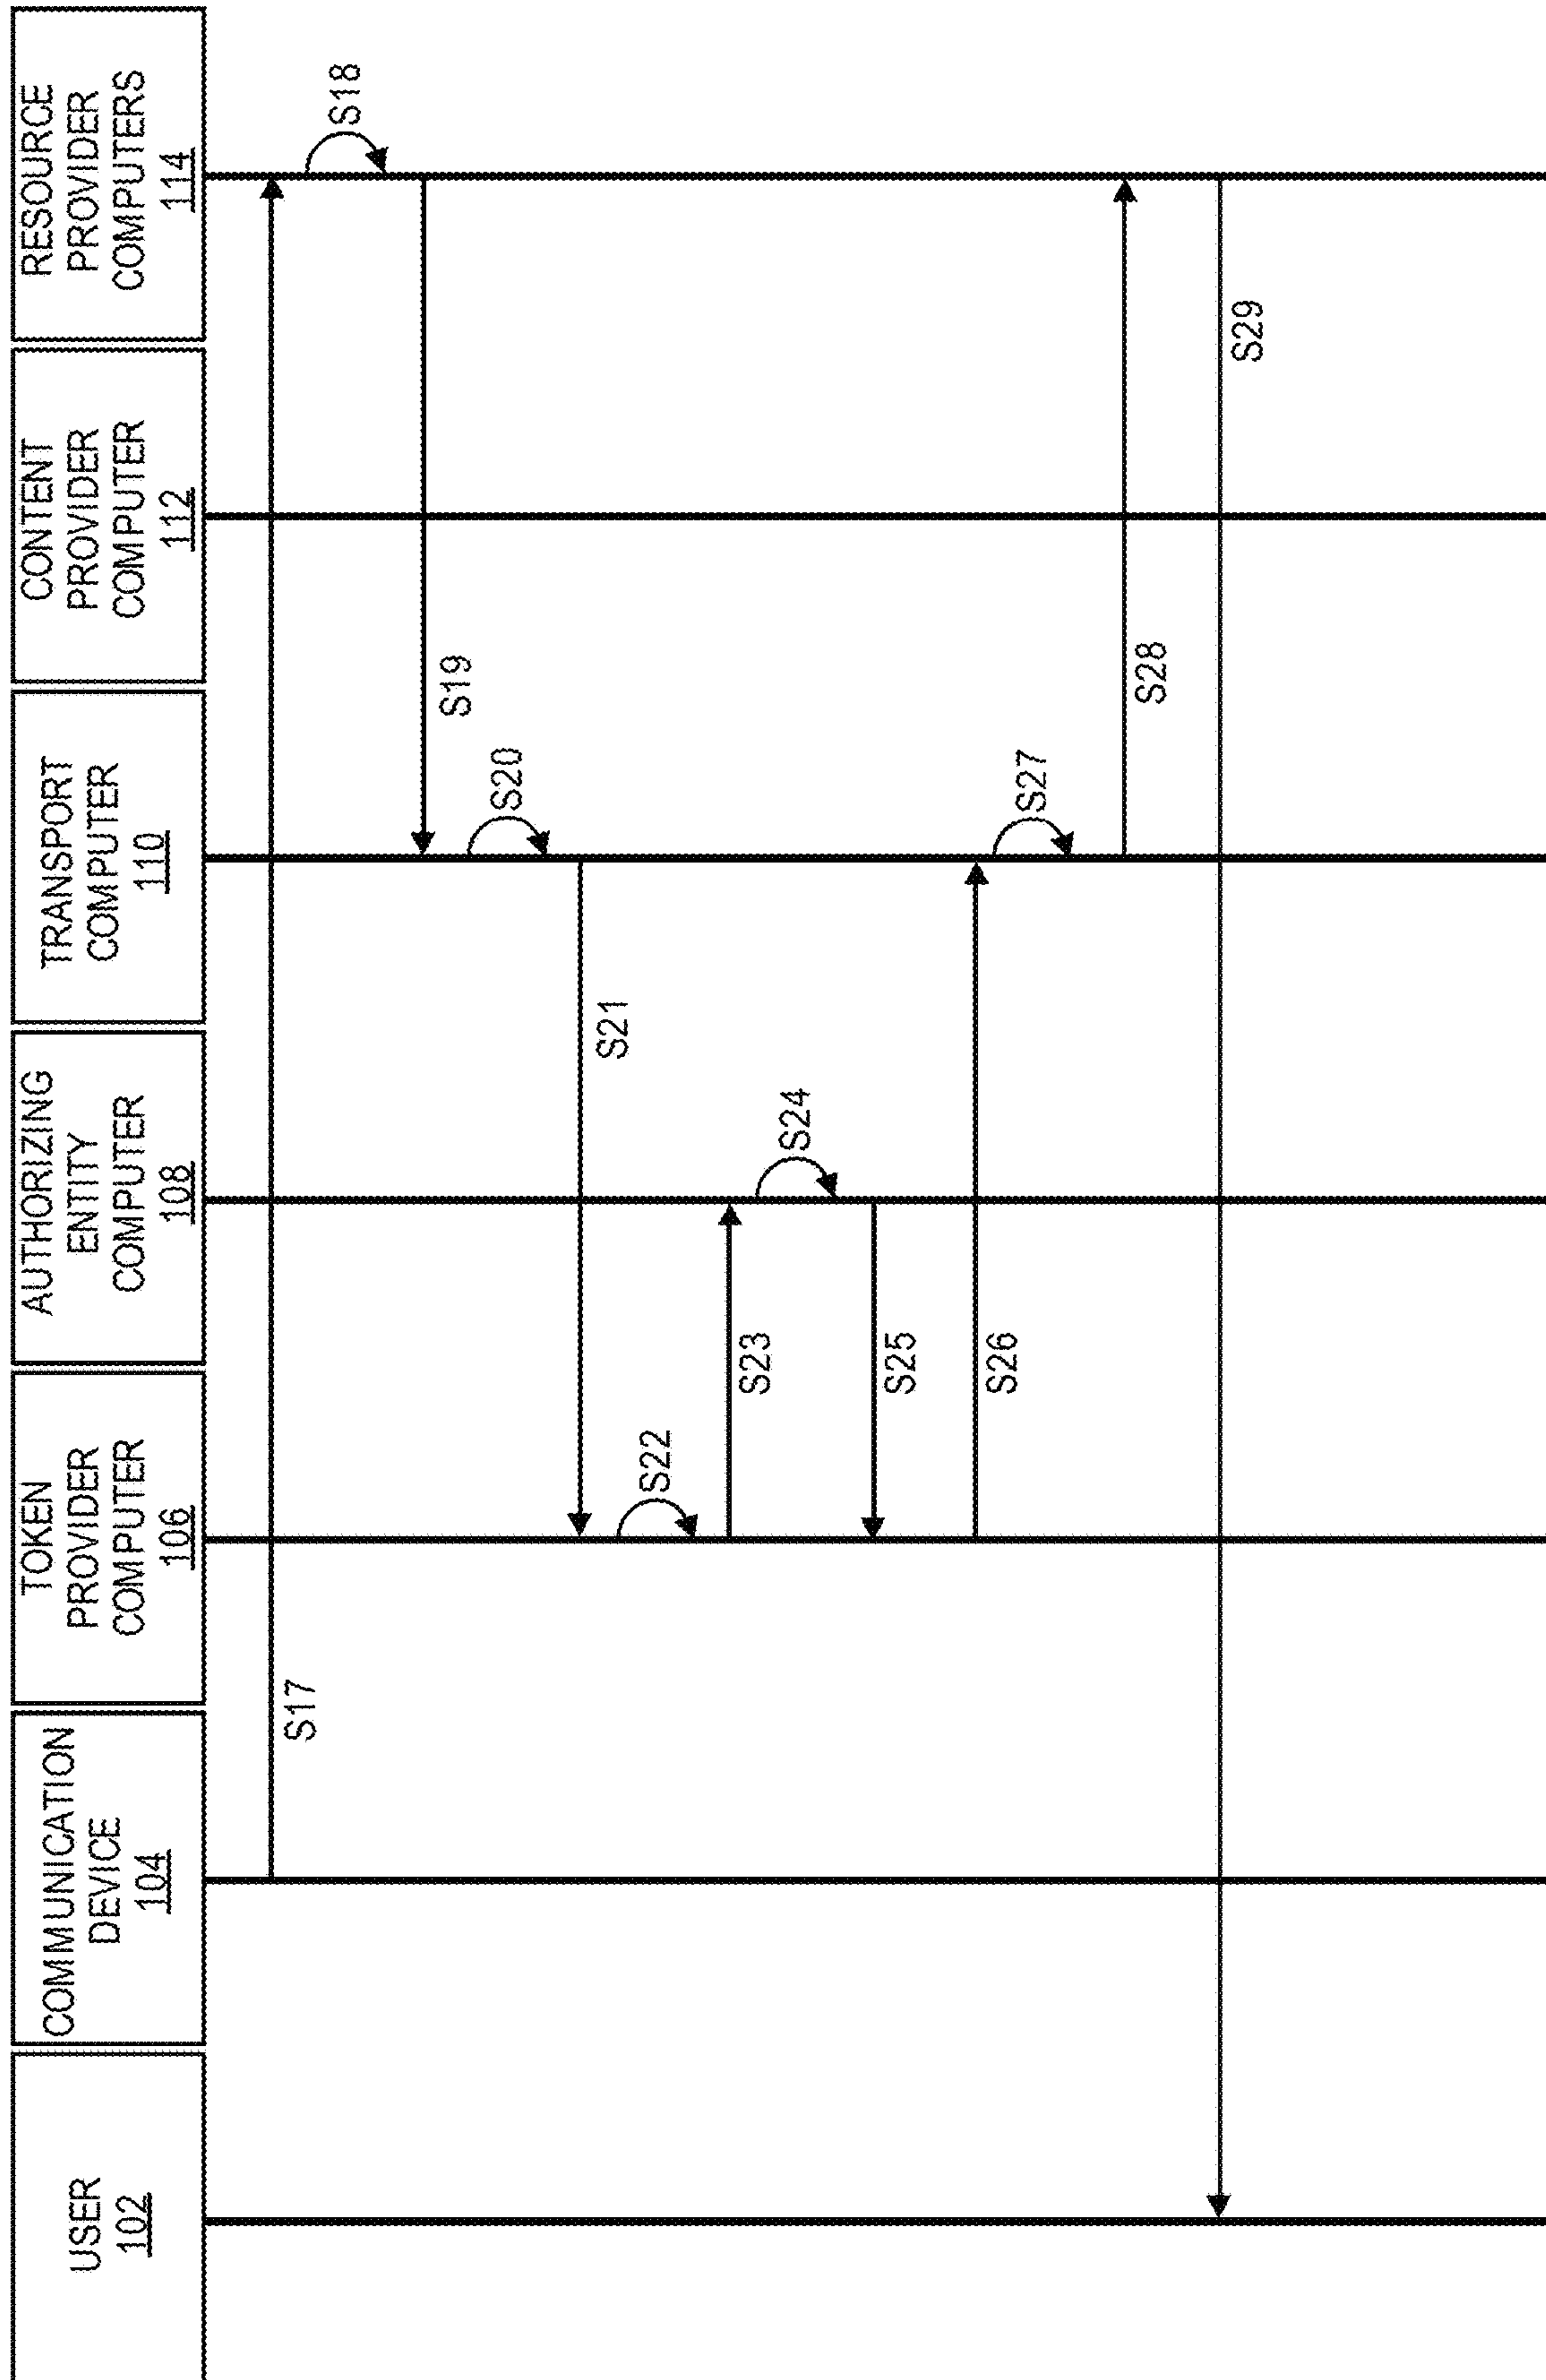 USER
102
COMMUNICATION
DEVICE
104
TOKEN
PROVIDER
COMPUTER
106
AUTHORIZING
ENTITY
COMPUTER
108
TRANSPORT
COMPUTER
110
CONTENT
PROVIDER
COMPUTER
112
RESOURCE
PROVIDER
COMPUTERS
114
S17
S18
S19
S20
S21
S22
S23
S24
S25
S26
S27
S28
S29